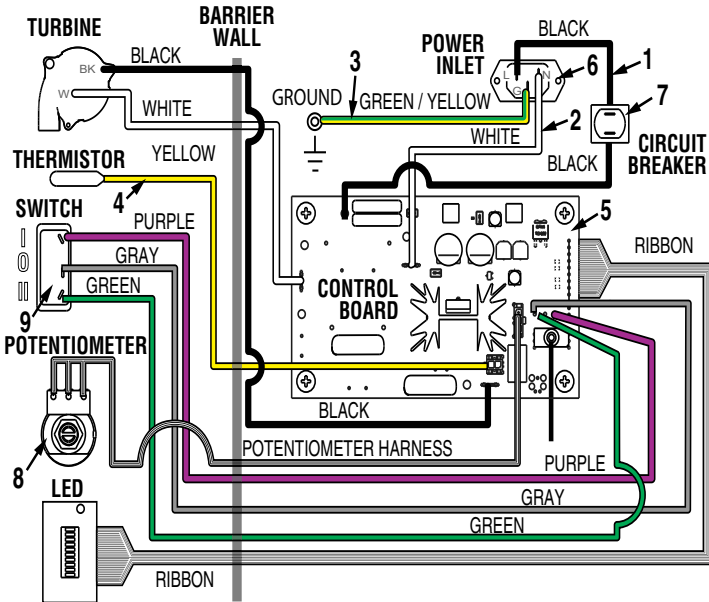 TURBINE
BARRIER
WALL
BLACK
BK
W
WHITE
POWER
INLET
BLACK
1
3
6
L
N
G
GROUND
GREEN / YELLOW
2
7
WHITE
CIRCUIT
BREAKER
BLACK
THERMISTOR
YELLOW
4
SWITCH
I
O
II
9
PURPLE
GRAY
GREEN
5
RIBBON
CONTROL
BOARD
POTENTIOMETER
8
BLACK
POTENTIOMETER HARNESS
PURPLE
LED
GRAY
GREEN
RIBBON